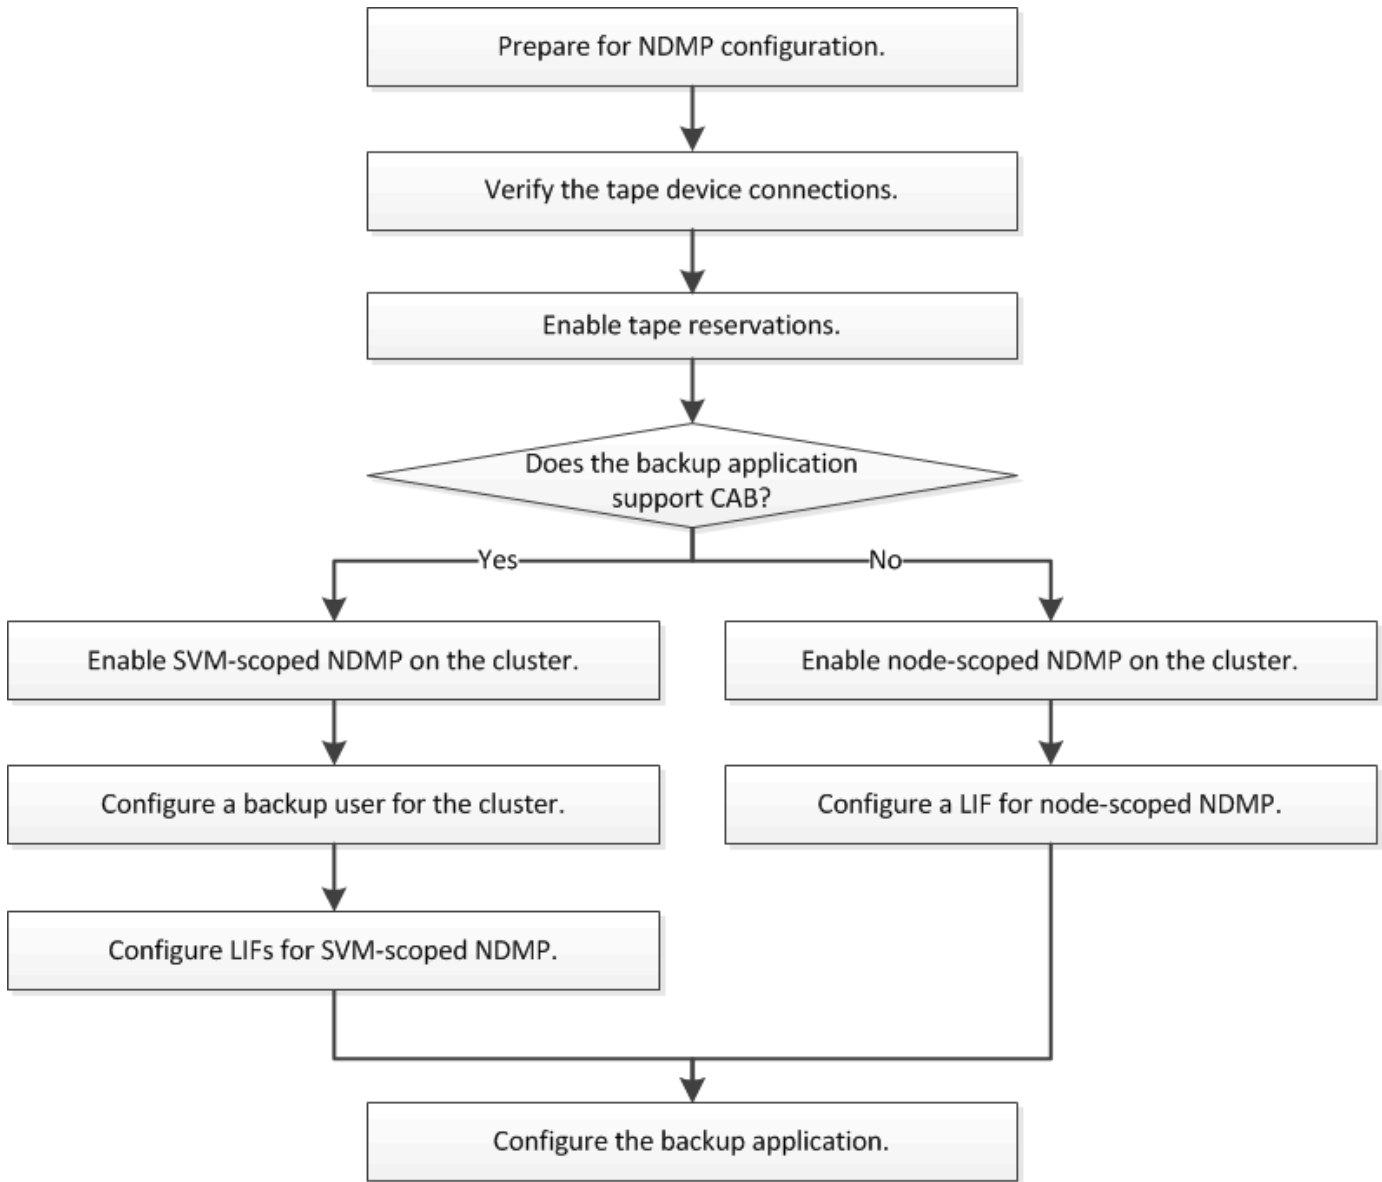 Prepare for NDMP configuration.
Verify the tape device connections.
Enable tape reservations.
Does the backup application
support CAB?
Yes
No
Enable SVM-scoped NDMP on the cluster.
Enable node-scoped NDMP on the cluster.
Configure a backup user for the cluster.
Configure a LIF for node-scoped NDMP.
Configure LIFs for SVM-scoped NDMP.
Configure the backup application.